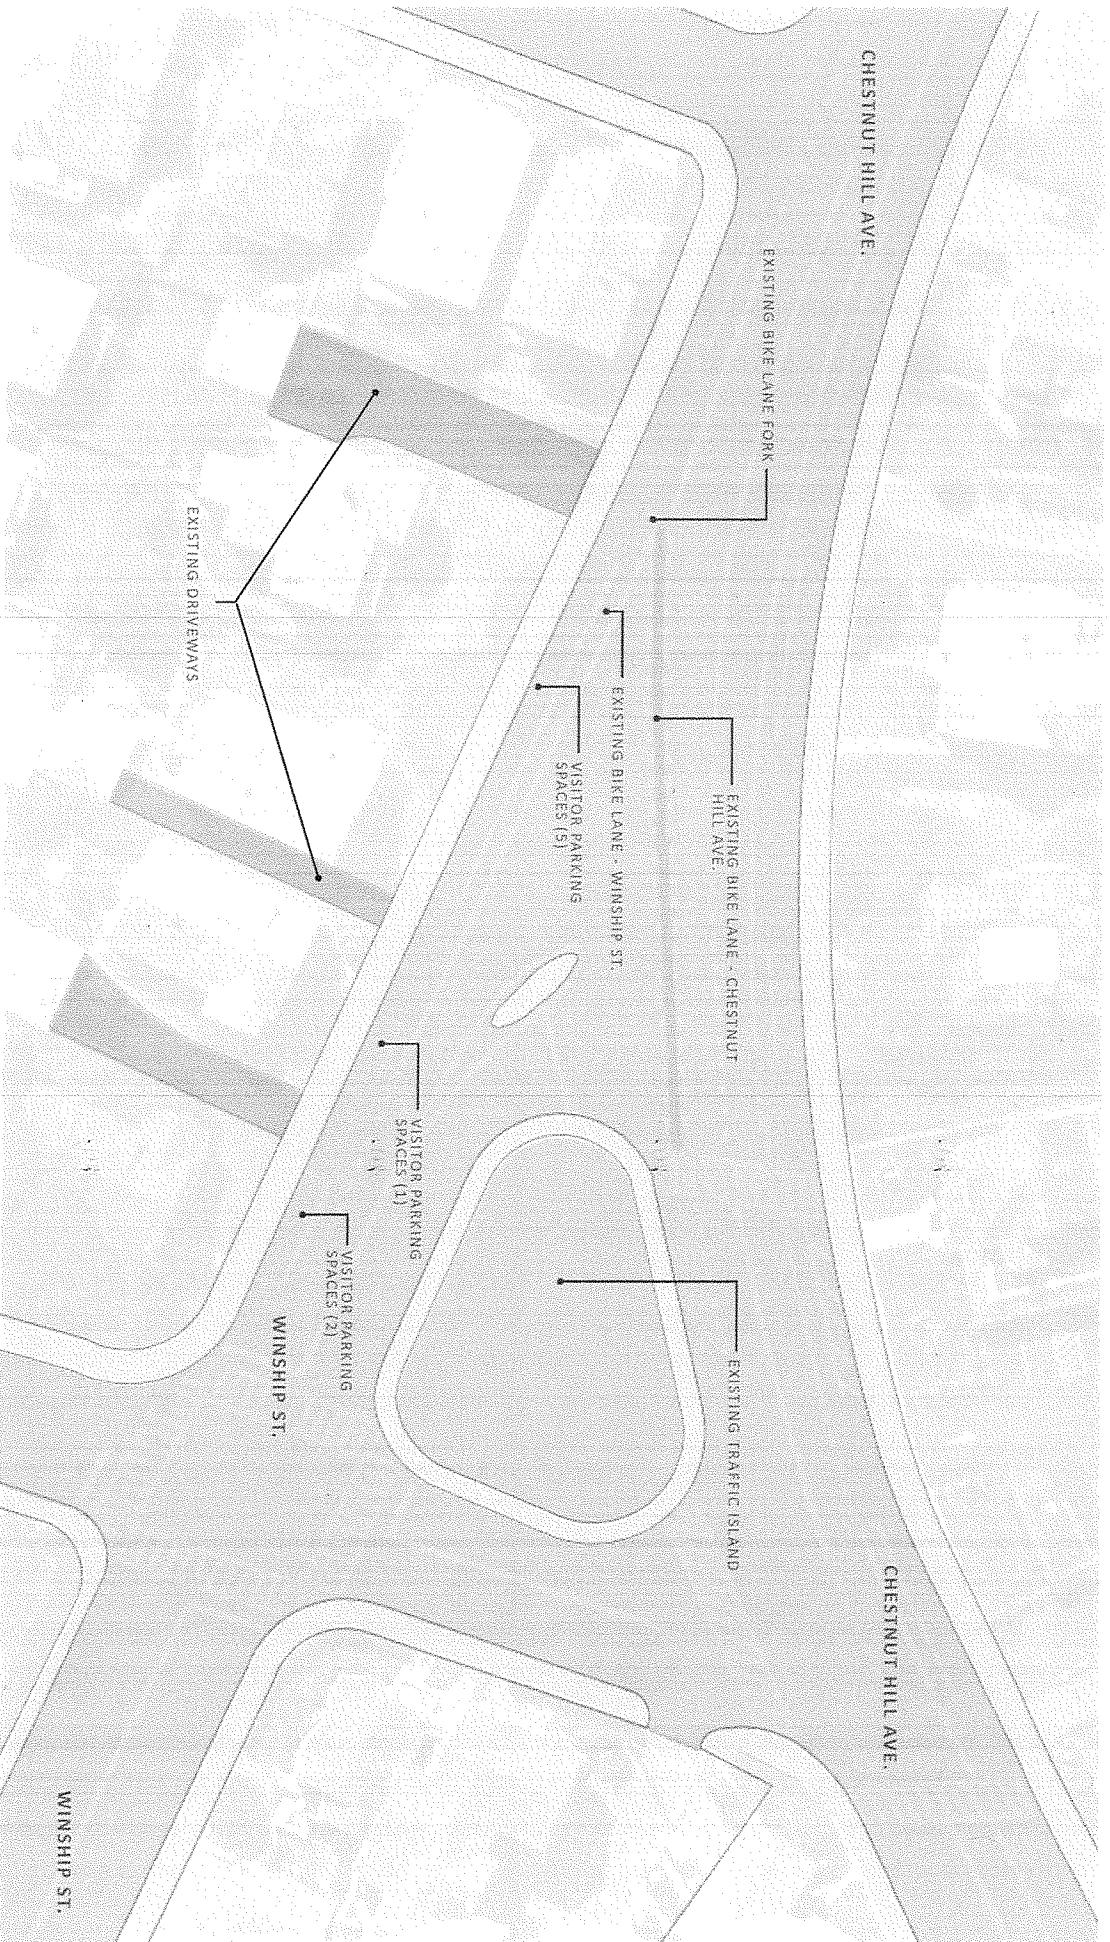 CHESTNUT HILL AVE.
EXISTING BIKE LANE FORK
EXISTING BIKE LANE - CHESTNUT
HILL AVE.
EXISTING TRAFFIC ISLAND
CHESTNUT HILL AVE.
EXISTING BIKE LANE - WINSHIP ST.
VISITOR PARKING
SPACES (5)
VISITOR PARKING
SPACES (1)
VISITOR PARKING
SPACES (2)
WINSHIP ST.
EXISTING DRIVEWAYS
WINSHIP ST.